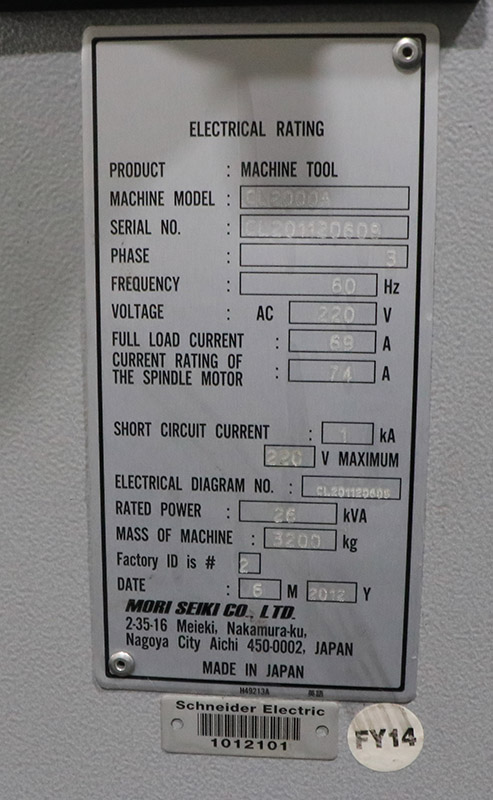 ELECTRICAL RATING
PRODUCT : MACHINE TOOL
MACHINE MODEL : CL2000A
SERIAL NO. : CL201120606
PHASE : 3
FREQUENCY : 60 Hz
VOLTAGE : AC 220 V
FULL LOAD CURRENT : 69 A
CURRENT RATING OF
THE SPINDLE MOTOR : 74 A
SHORT CIRCUIT CURRENT : 1 kA
220 V MAXIMUM
ELECTRICAL DIAGRAM NO. : CL201120606
RATED POWER : 26 kVA
MASS OF MACHINE : 3200 kg
Factory ID is # 2
DATE : 6 M 2012 Y
MORI SEIKI CO., LTD.
2-35-16 Meieki, Nakamura-ku,
Nagoya City Aichi 450-0002, JAPAN
MADE IN JAPAN
H49213A
Schneider Electric
1012101
FY14